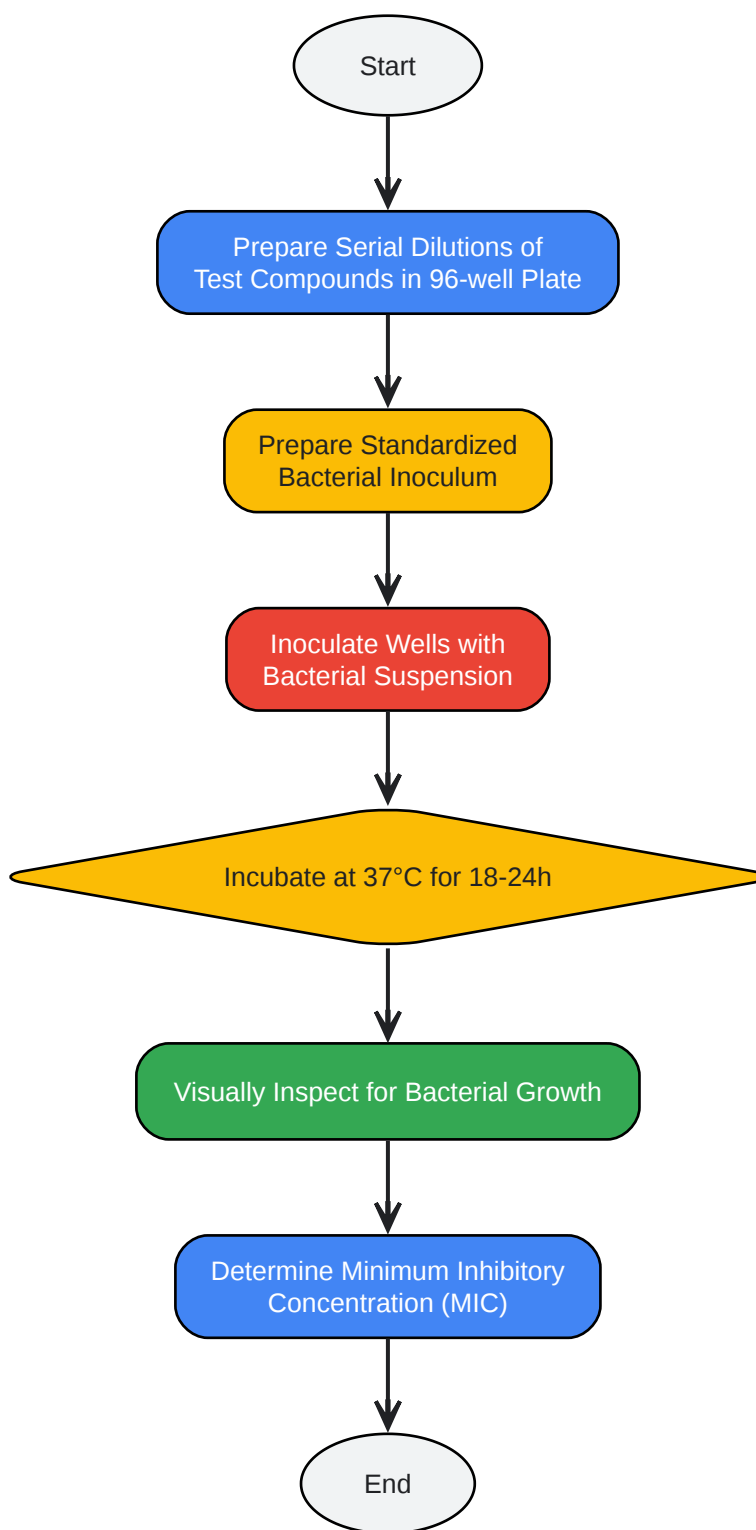 Start
Prepare Serial Dilutions of
Test Compounds in 96-well Plate
Prepare Standardized
Bacterial Inoculum
Inoculate Wells with
Bacterial Suspension
Incubate at 37°C for 18-24h
Visually Inspect for Bacterial Growth
Determine Minimum Inhibitory
Concentration (MIC)
End